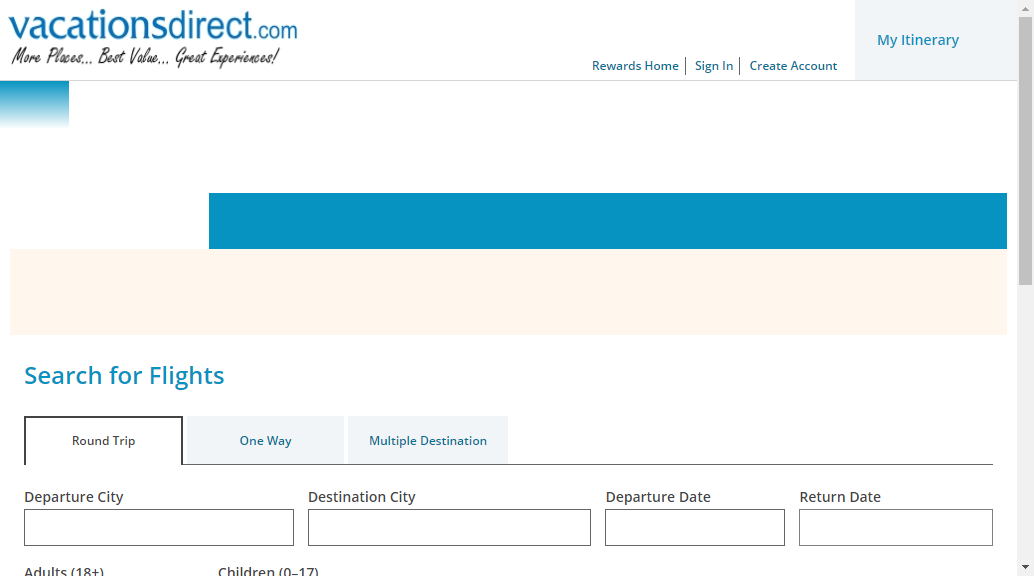 vacationsdirect.com
More Places... Best Value... Great Experiences!
My Itinerary
Rewards Home
Sign In
Create Account
Search for Flights
Round Trip
One Way
Multiple Destination
Departure City
Destination City
Departure Date
Return Date
Adults (18+)
Children (0–17)